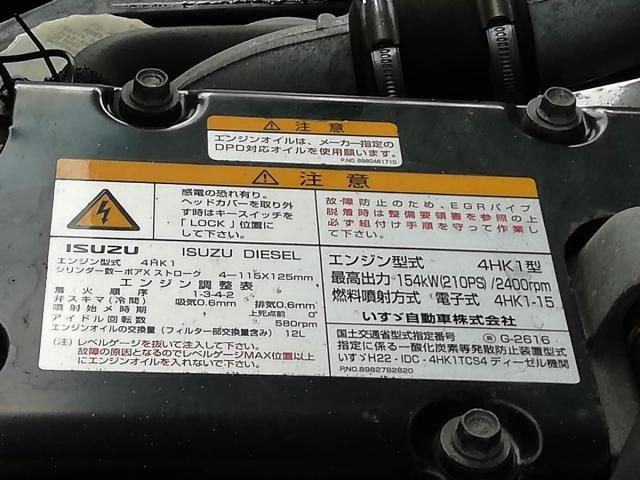 注意
エンジンオイルは、メーカー指定の
DPD対応オイルを使用願います。
P.NO. 8980461710
注意
感電の恐れ有り。
ヘッドカバーを取り外
す時はキースイッチを
「LOCK」位置に
して下さい。
故障防止のため、EGRパイプ
脱着時は整備要領書を参照の上
必ず組付け手順を守って作業し
て下さい。
ISUZU ISUZU DIESEL
エンジン型式 4HK1
シリンダ数ーボアXストローク 4-115X125mm
エンジン調整表
着火順序 1-3-4-2
弁スキマ(冷間) 吸気0.6mm 排気0.6mm
噴射始メ時期 上死点前 0°
アイドル回転数 580rpm
エンジンオイルの交換量(フィルター部交換量含み) 12L
(注)レベルゲージを抜いて注入して下さい。
故障の原因となるのでレベルゲージMAX位置以上
にエンジンオイルを入れないで下さい。
エンジン型式 4HK1型
最高出力 154kW(210PS)/2400rpm
燃料噴射方式 電子式 4HK1-15
いすゞ自動車株式会社
国土交通省型式指定番号 G-2616
指定に係る一酸化炭素等発散防止装置型式
いすゞH22-IDC-4HK1TCS4 ディーゼル機関
P.NO. 8982782820